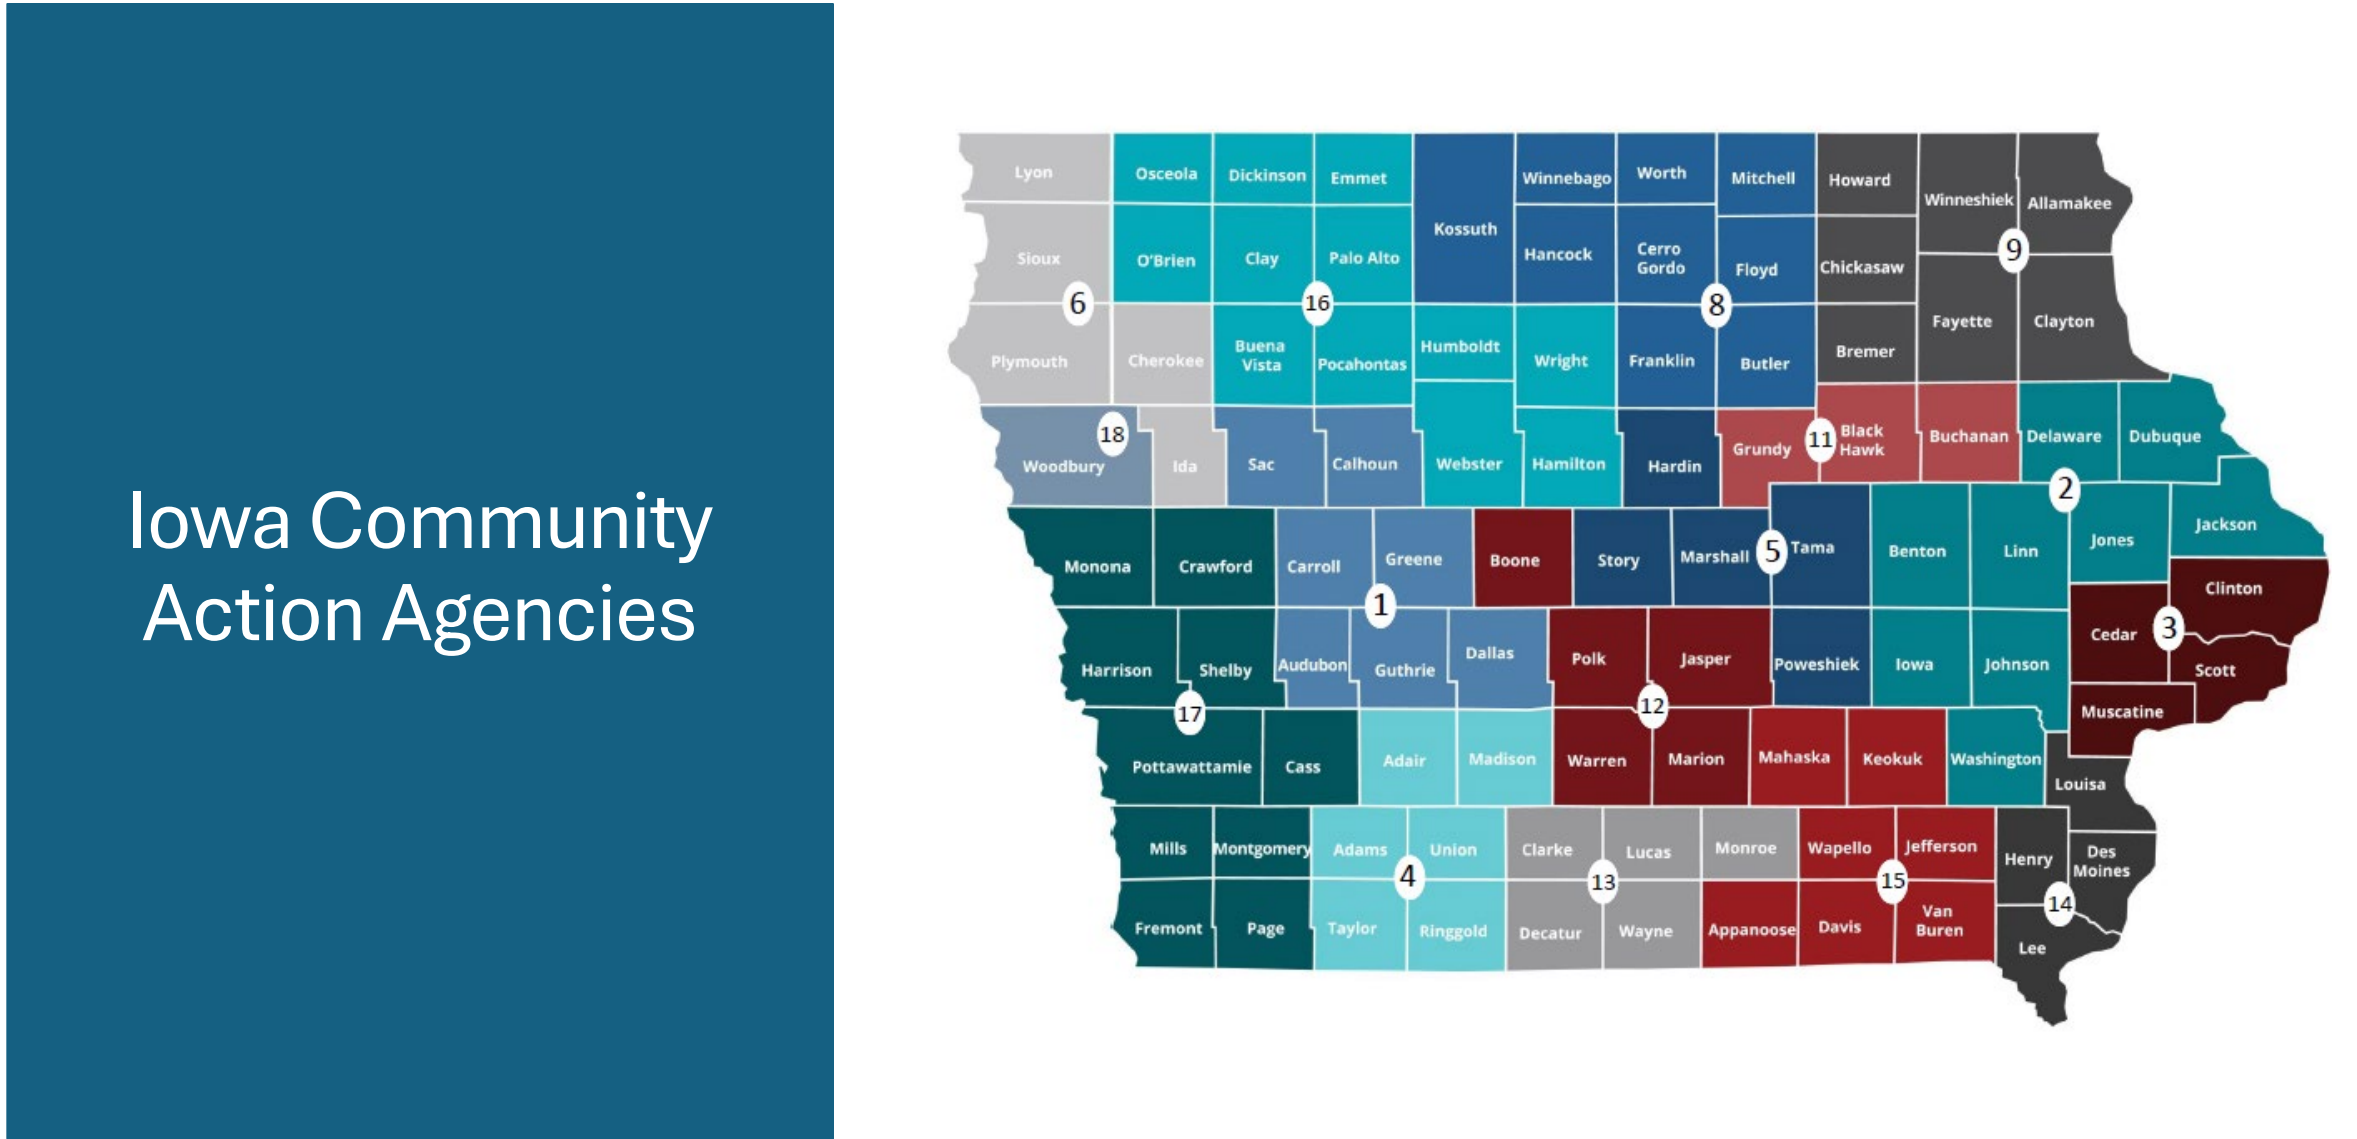 Iowa Community
Action Agencies
Lyon
Osceola
Dickinson
Emmet
Kossuth
Winnebago
Worth
Mitchell
Howard
Winneshiek
Allamakee
Sioux
O'Brien
Clay
Palo Alto
Hancock
Cerro
Gordo
Floyd
Chickasaw
9
6
16
8
Plymouth
Cherokee
Buena
Vista
Pocahontas
Humboldt
Wright
Franklin
Butler
Bremer
Fayette
Clayton
18
Woodbury
Ida
Sac
Calhoun
Webster
Hamilton
Hardin
Grundy
11
Black
Hawk
Buchanan
Delaware
Dubuque
2
Monona
Crawford
Carroll
Greene
Boone
Story
Marshall
5
Tama
Benton
Linn
Jones
Jackson
1
Clinton
Harrison
Shelby
Audubon
Guthrie
Dallas
Polk
Jasper
Poweshiek
Iowa
Johnson
Cedar
3
Scott
17
12
Muscatine
Pottawattamie
Cass
Adair
Madison
Warren
Marion
Mahaska
Keokuk
Washington
Louisa
Mills
Montgomery
Adams
Union
Clarke
Lucas
Monroe
Wapello
Jefferson
Henry
Des
Moines
4
13
15
14
Fremont
Page
Taylor
Ringgold
Decatur
Wayne
Appanoose
Davis
Van
Buren
Lee